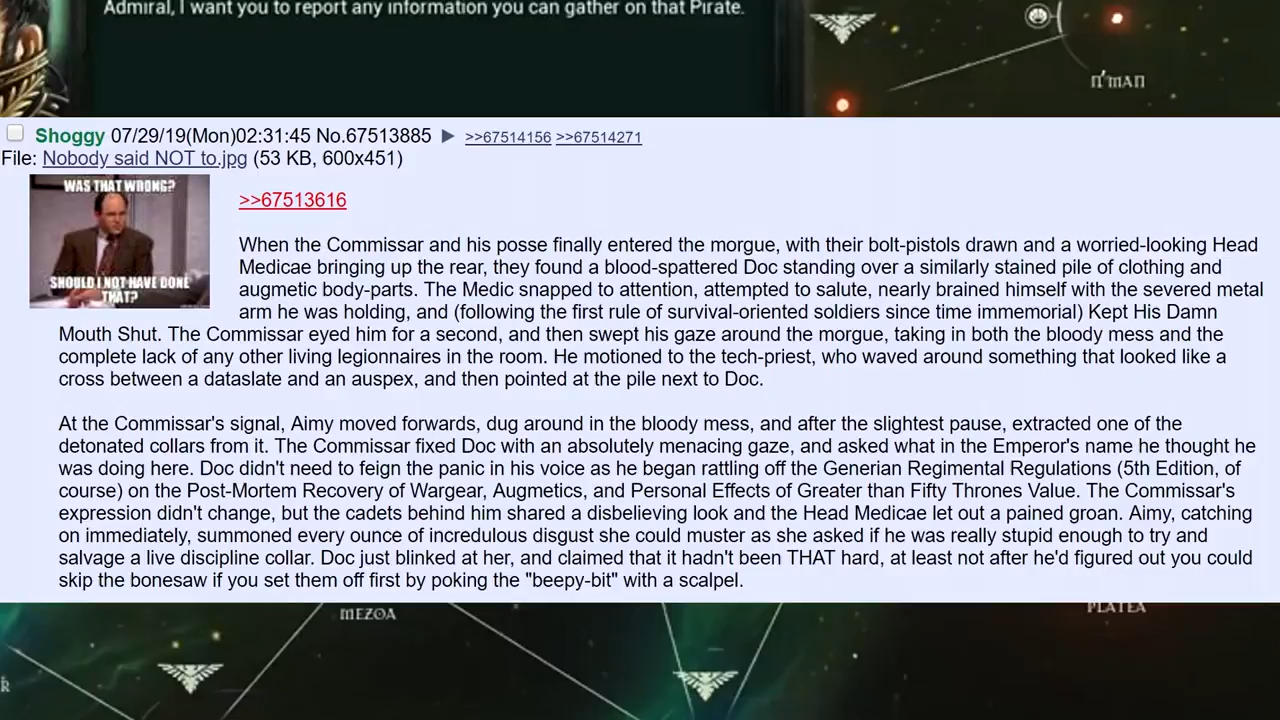 Admiral, I want you to report any information you can gather on that Pirate.
n'man
Shoggy 07/29/19(Mon)02:31:45 No.67513885 ▶ >>67514156 >>67514271
File: Nobody said NOT to.jpg (53 KB, 600x451)
WAS THAT WRONG?
SHOULD I NOT HAVE DONE
THAT?
>>67513616
When the Commissar and his posse finally entered the morgue, with their bolt-pistols drawn and a worried-looking Head
Medicae bringing up the rear, they found a blood-spattered Doc standing over a similarly stained pile of clothing and
augmetic body-parts. The Medic snapped to attention, attempted to salute, nearly brained himself with the severed metal
arm he was holding, and (following the first rule of survival-oriented soldiers since time immemorial) Kept His Damn
Mouth Shut. The Commissar eyed him for a second, and then swept his gaze around the morgue, taking in both the bloody mess and the
complete lack of any other living legionnaires in the room. He motioned to the tech-priest, who waved around something that looked like a
cross between a dataslate and an auspex, and then pointed at the pile next to Doc.
At the Commissar's signal, Aimy moved forwards, dug around in the bloody mess, and after the slightest pause, extracted one of the
detonated collars from it. The Commissar fixed Doc with an absolutely menacing gaze, and asked what in the Emperor's name he thought he
was doing here. Doc didn't need to feign the panic in his voice as he began rattling off the Generian Regimental Regulations (5th Edition, of
course) on the Post-Mortem Recovery of Wargear, Augmetics, and Personal Effects of Greater than Fifty Thrones Value. The Commissar's
expression didn't change, but the cadets behind him shared a disbelieving look and the Head Medicae let out a pained groan. Aimy, catching
on immediately, summoned every ounce of incredulous disgust she could muster as she asked if he was really stupid enough to try and
salvage a live discipline collar. Doc just blinked at her, and claimed that it hadn't been THAT hard, at least not after he'd figured out you could
skip the bonesaw if you set them off first by poking the "beepy-bit" with a scalpel.
MEZOA
PLATEA
R